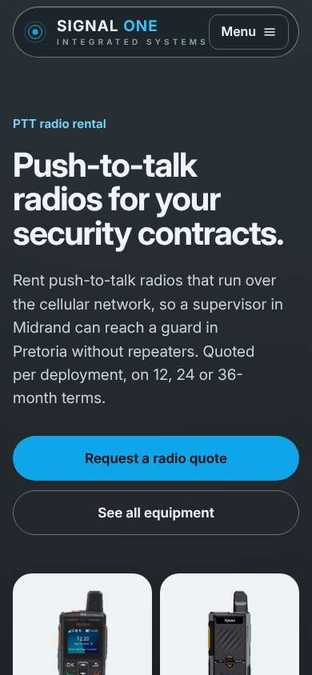 SIGNAL ONE
INTEGRATED SYSTEMS
Menu
PTT radio rental
Push-to-talk
radios for your
security contracts.
Rent push-to-talk radios that run over
the cellular network, so a supervisor in
Midrand can reach a guard in
Pretoria without repeaters. Quoted
per deployment, on 12, 24 or 36-
month terms.
Request a radio quote
See all equipment